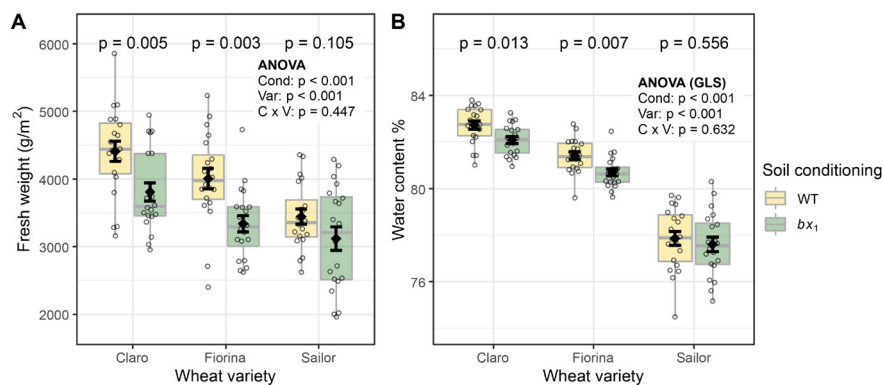 A
p = 0.005 p = 0.003 p = 0.105
ANOVA
Cond: p < 0.001
Var: p < 0.001
C x V: p = 0.447
6000
5000
4000
3000
2000
Fresh weight (g/m²)
Claro Fiorina Sailor
Wheat variety
B
p = 0.013 p = 0.007 p = 0.556
ANOVA (GLS)
Cond: p < 0.001
Var: p < 0.001
C x V: p = 0.632
84
80
76
Water content %
Claro Fiorina Sailor
Wheat variety
Soil conditioning
WT
bx₁